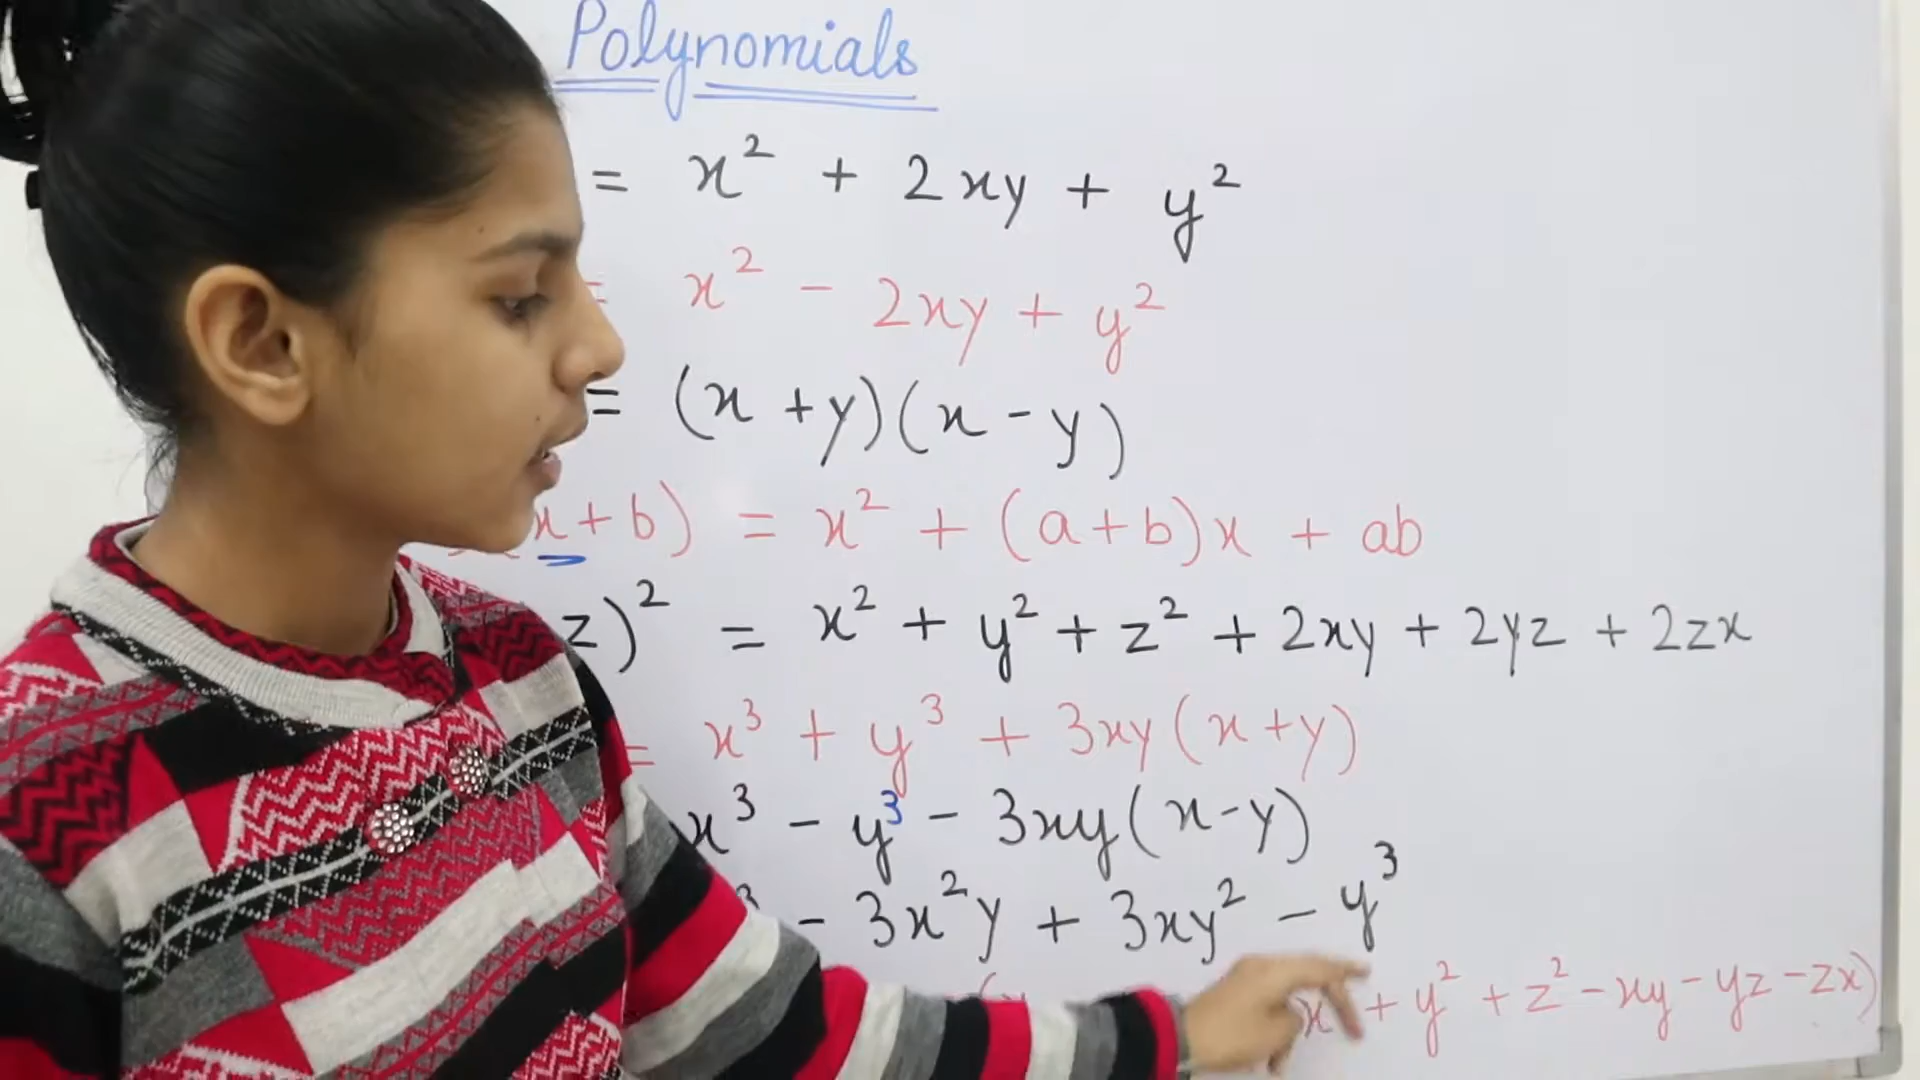 Polynomials
= x² + 2xy + y²
= x² - 2xy + y²
= (x + y)(x - y)
(x + b) = x² + (a + b)x + ab
z)² = x² + y² + z² + 2xy + 2yz + 2zx
= x³ + y³ + 3xy(x + y)
x³ - y³ - 3xy(x - y)
³ - 3x²y + 3xy² - y³
x + y² + z² - xy - yz - zx)